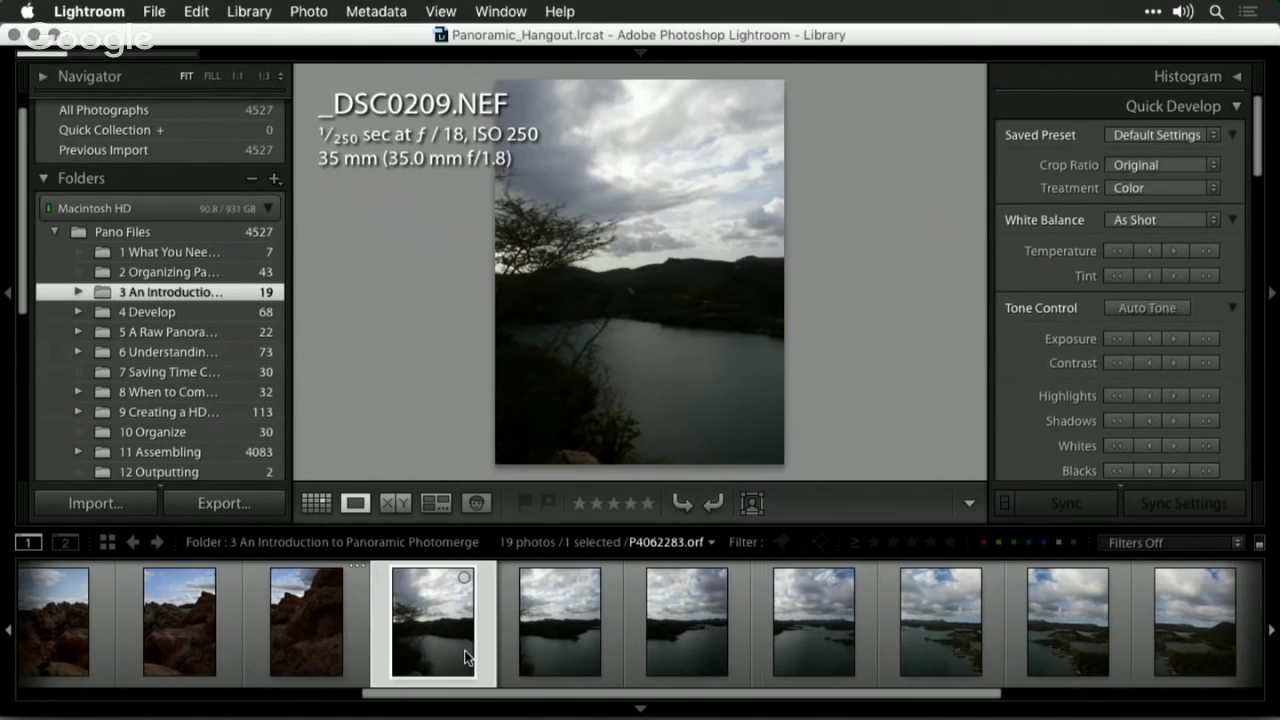 Lightroom File Edit Library Photo Metadata View Window Help
Google
Panoramic_Hangout.lrcat - Adobe Photoshop Lightroom - Library
Navigator FIT FILL 1:1 1:3
All Photographs 4527
Quick Collection + 0
Previous Import 4527
Folders
Macintosh HD 90.8 / 931 GB
Pano Files 4527
1 What You Nee... 7
2 Organizing Pa... 43
3 An Introductio... 19
4 Develop 68
5 A Raw Panora... 22
6 Understandin... 73
7 Saving Time C... 30
8 When to Com... 32
9 Creating a HD... 113
10 Organize 30
11 Assembling 4083
12 Outputting 2
Import... Export...
_DSC0209.NEF
1/250 sec at ƒ / 18, ISO 250
35 mm (35.0 mm f/1.8)
X Y
Histogram
Quick Develop
Saved Preset Default Settings
Crop Ratio Original
Treatment Color
White Balance As Shot
Temperature
Tint
Tone Control Auto Tone
Exposure
Contrast
Highlights
Shadows
Whites
Blacks
Sync Sync Settings
1 2 Folder : 3 An Introduction to Panoramic Photomerge 19 photos / 1 selected / P4062283.orf Filter : Filters Off